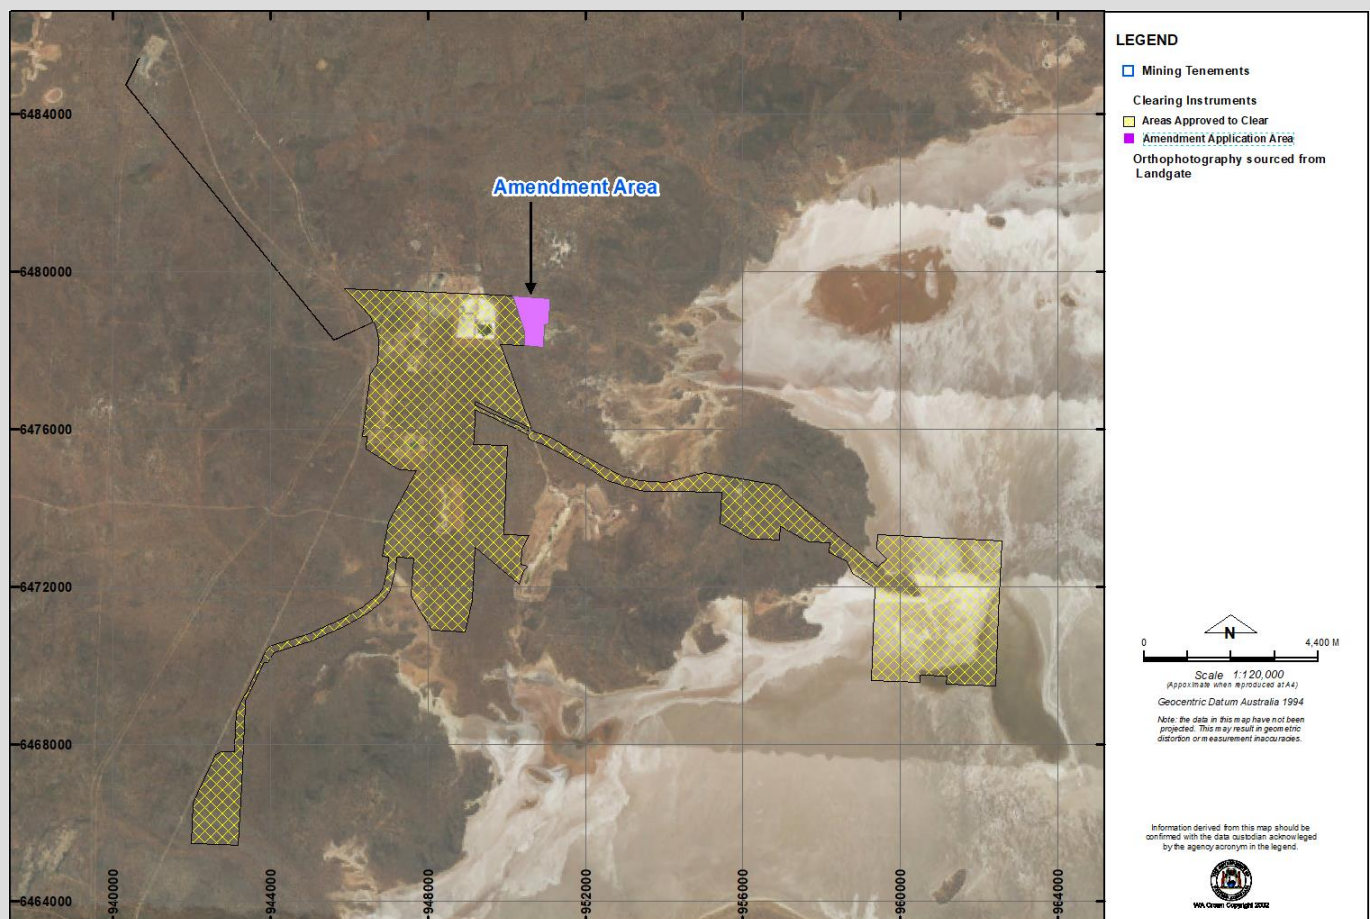 LEGEND
Mining Tenements
Clearing Instruments
Areas Approved to Clear
Amendment Application Area
Orthophotography sourced from
Landgate
Amendment Area
6484000
6480000
6476000
6472000
6468000
6464000
940000
944000
948000
952000
956000
960000
964000
N
0 4,400 M
Scale 1:120,000
(Approximate when reproduced at A4)
Geocentric Datum Australia 1994
Note: the data in this map have not been
projected. This may result in geometric
distortion or measurement inaccuracies.
Information derived from this map should be
confirmed with the data custodian acknowleged
by the agency acronym in the legend.
WA Crown Copyright 2002